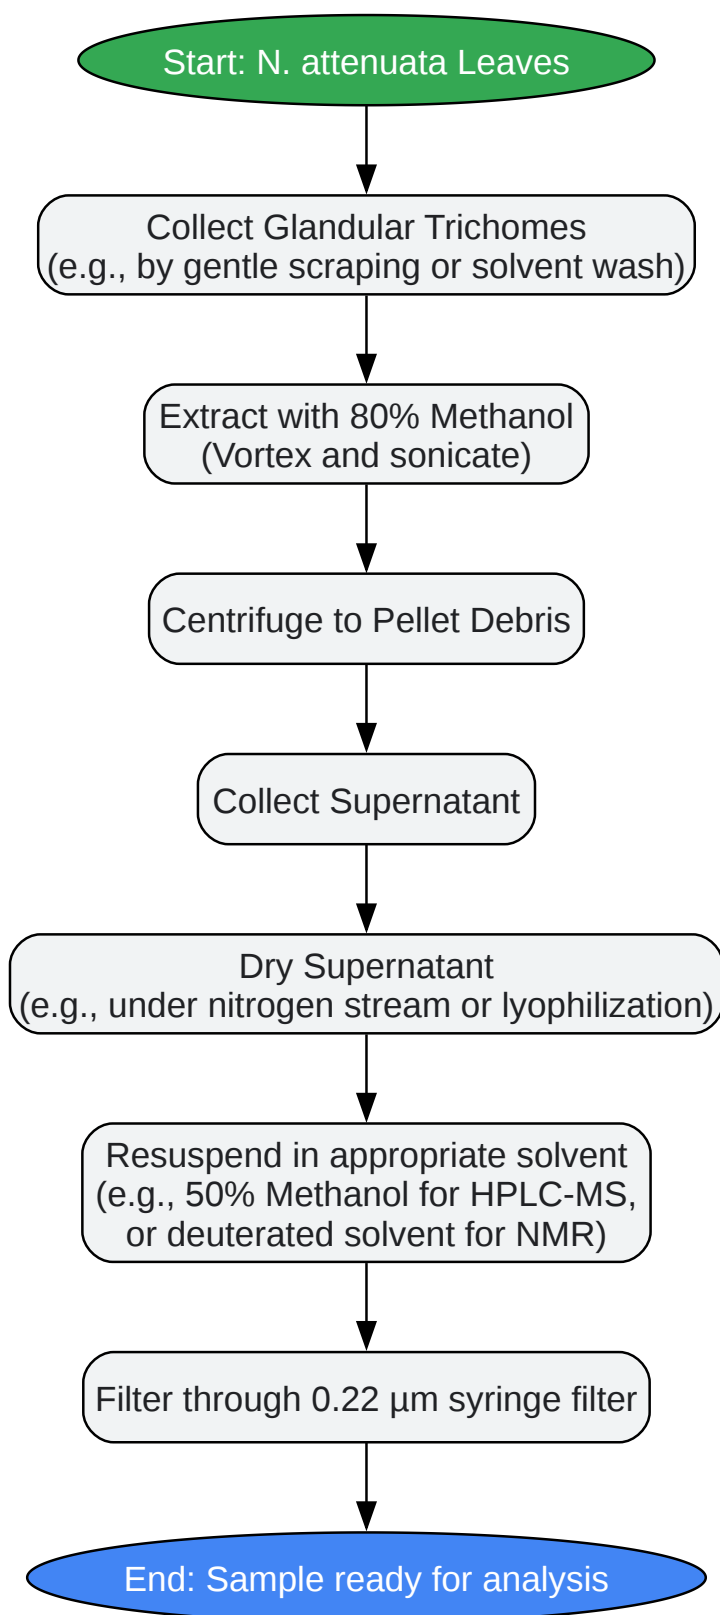 Start: N. attenuata Leaves
Collect Glandular Trichomes
(e.g., by gentle scraping or solvent wash)
Extract with 80% Methanol
(Vortex and sonicate)
Centrifuge to Pellet Debris
Collect Supernatant
Dry Supernatant
(e.g., under nitrogen stream or lyophilization)
Resuspend in appropriate solvent
(e.g., 50% Methanol for HPLC-MS,
or deuterated solvent for NMR)
Filter through 0.22 µm syringe filter
End: Sample ready for analysis